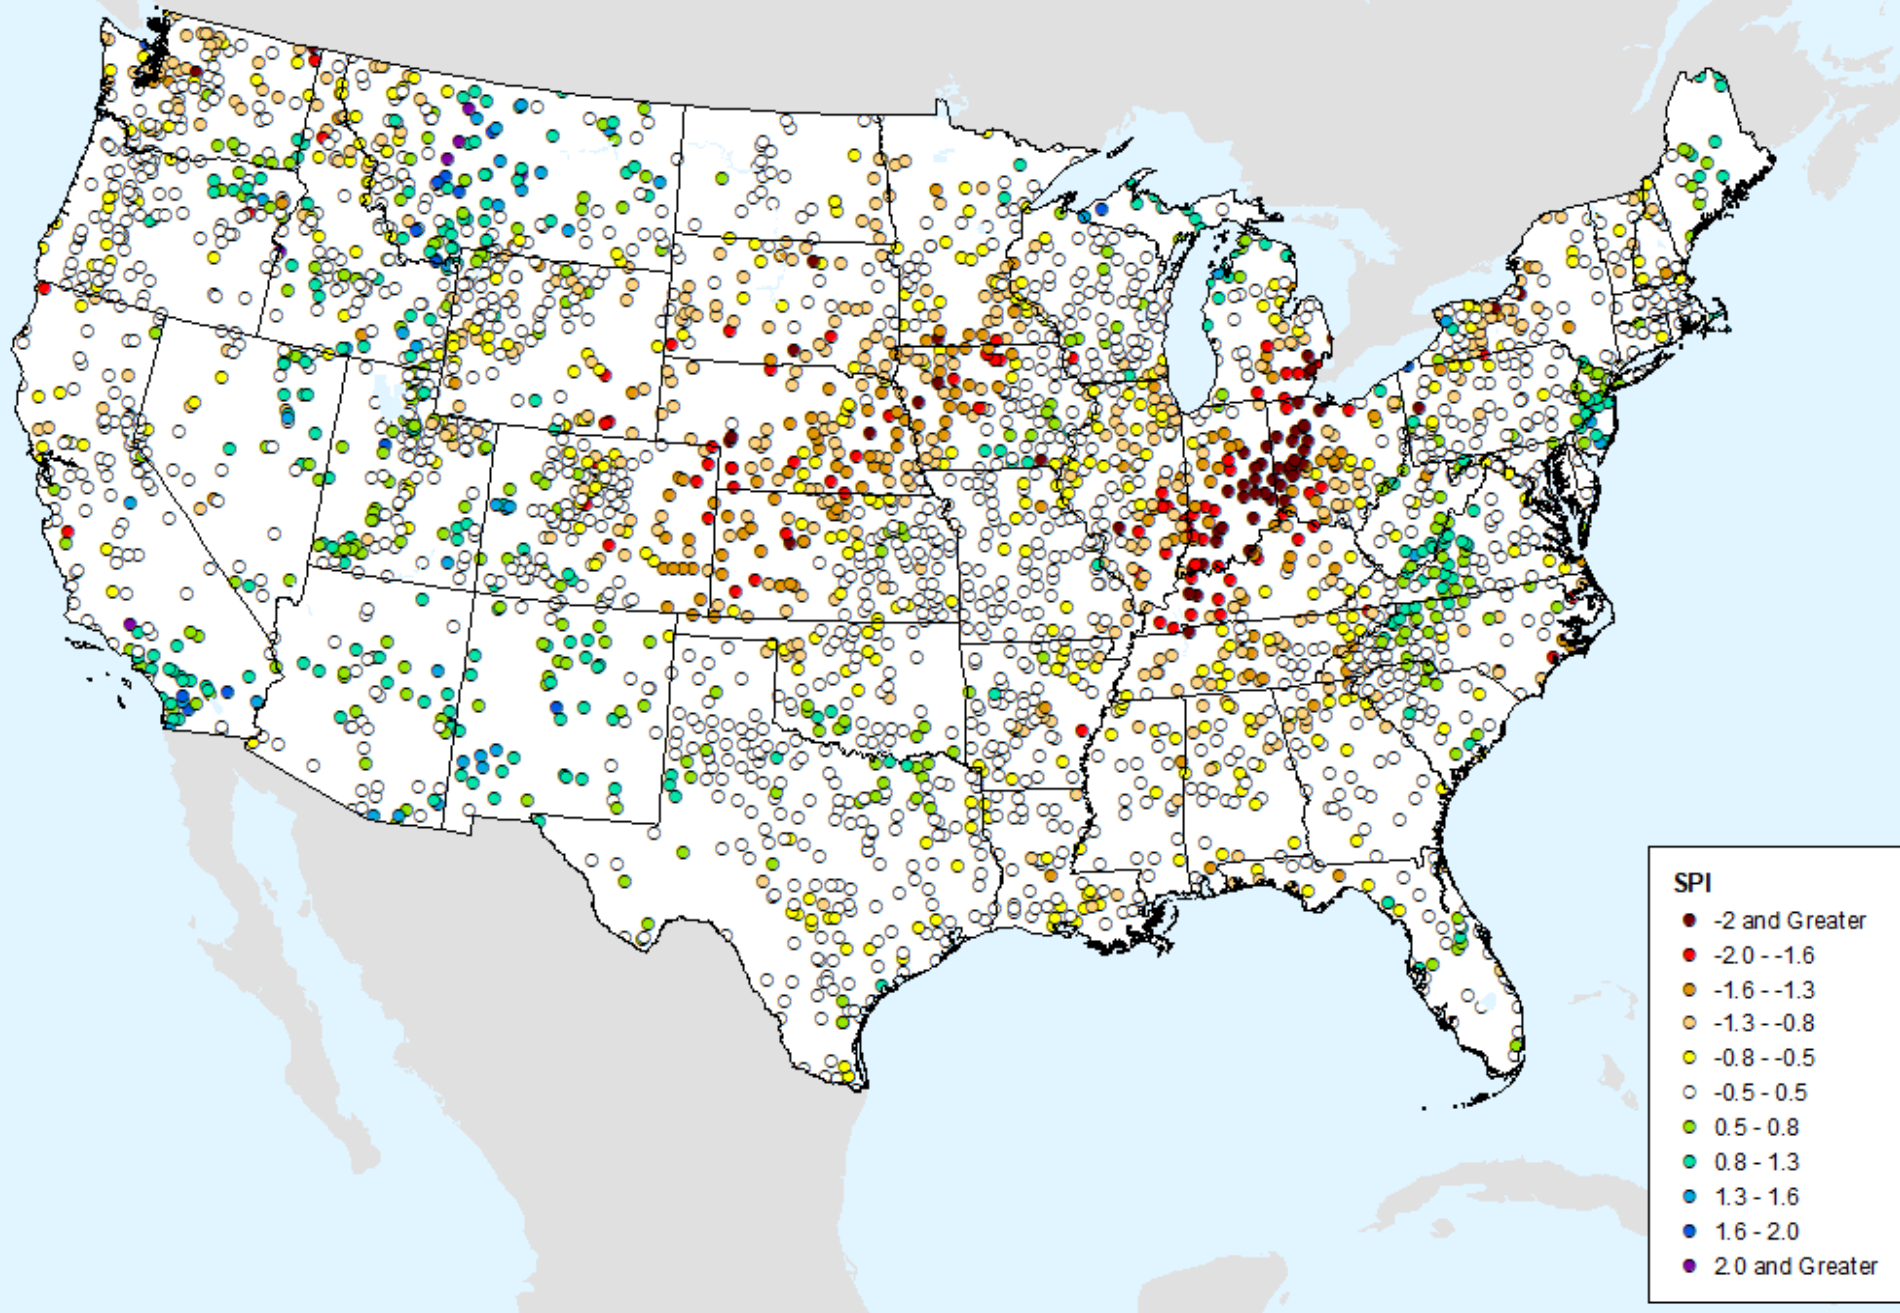 SPI
-2 and Greater
-2.0 - -1.6
-1.6 - -1.3
-1.3 - -0.8
-0.8 - -0.5
-0.5 - 0.5
0.5 - 0.8
0.8 - 1.3
1.3 - 1.6
1.6 - 2.0
2.0 and Greater